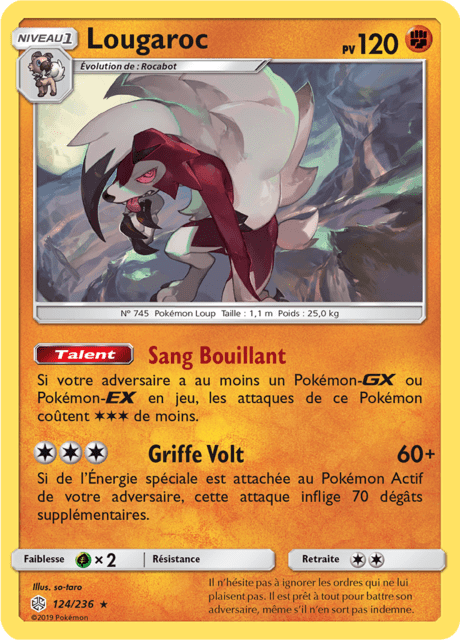 NIVEAU 1
Lougaroc
PV 120
Évolution de : Rocabot
N° 745 Pokémon Loup Taille : 1,1 m Poids : 25,0 kg
Talent Sang Bouillant
Si votre adversaire a au moins un Pokémon-GX ou
Pokémon-EX en jeu, les attaques de ce Pokémon
coûtent ✶✶✶ de moins.
Griffe Volt 60+
Si de l'Énergie spéciale est attachée au Pokémon Actif
de votre adversaire, cette attaque inflige 70 dégâts
supplémentaires.
Faiblesse ×2 Résistance Retraite
Illus. so-taro
124/236 ★
©2019 Pokémon
Il n'hésite pas à ignorer les ordres qui ne lui
plaisent pas. Il est prêt à tout pour battre son
adversaire, même s'il n'en sort pas indemne.